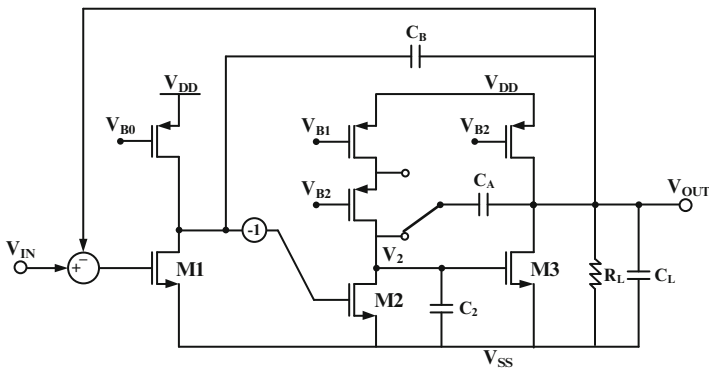 C_B
V_DD
V_DD
V_B0
V_B1
V_B2
V_B2
C_A
V_OUT
V_IN
+
−
M1
-1
V_2
M2
C_2
M3
R_L
C_L
V_SS